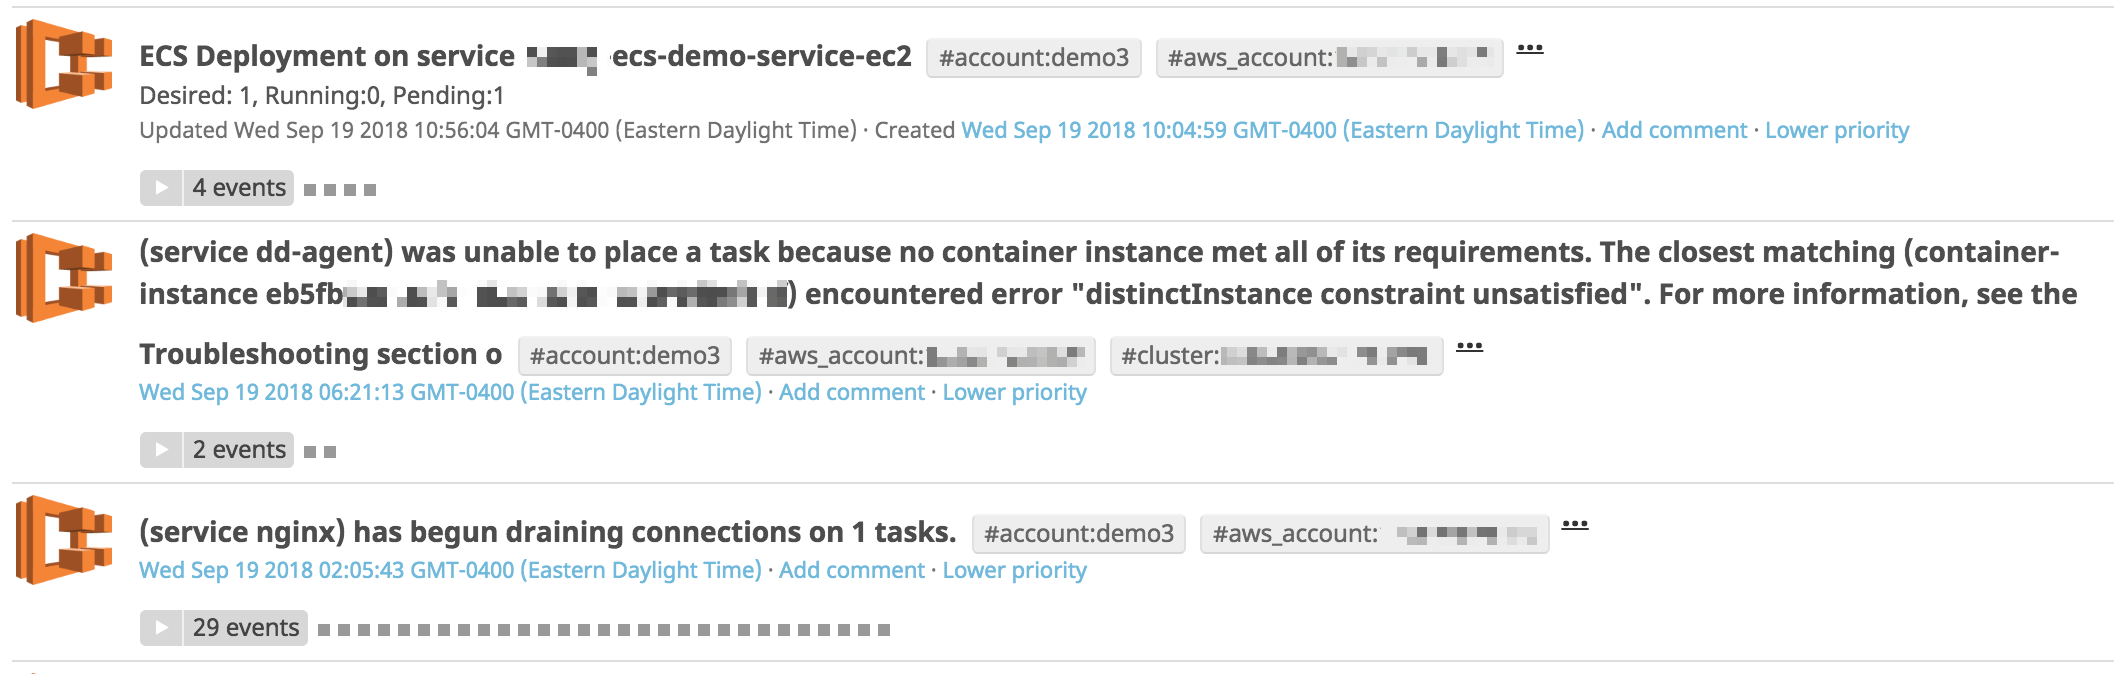 ECS Deployment on service -ecs-demo-service-ec2 #account:demo3 #aws_account: ...
Desired: 1, Running:0, Pending:1
Updated Wed Sep 19 2018 10:56:04 GMT-0400 (Eastern Daylight Time) · Created Wed Sep 19 2018 10:04:59 GMT-0400 (Eastern Daylight Time) · Add comment · Lower priority
4 events
(service dd-agent) was unable to place a task because no container instance met all of its requirements. The closest matching (container-
instance eb5fb ) encountered error "distinctInstance constraint unsatisfied". For more information, see the
Troubleshooting section o #account:demo3 #aws_account: #cluster: ...
Wed Sep 19 2018 06:21:13 GMT-0400 (Eastern Daylight Time) · Add comment · Lower priority
2 events
(service nginx) has begun draining connections on 1 tasks. #account:demo3 #aws_account: ...
Wed Sep 19 2018 02:05:43 GMT-0400 (Eastern Daylight Time) · Add comment · Lower priority
29 events